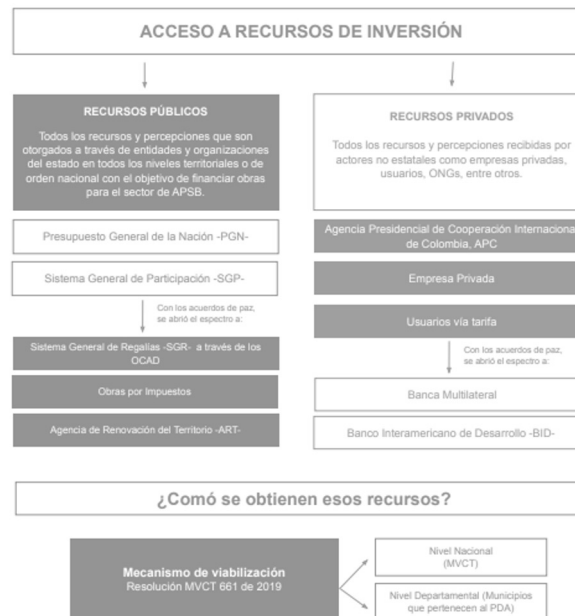 ACCESO A RECURSOS DE INVERSIÓN
RECURSOS PÚBLICOS
Todos los recursos y percepciones que son
otorgados a través de entidades y organizaciones
del estado en todos los niveles territoriales o de
orden nacional con el objetivo de financiar obras
para el sector de APSB.
Presupuesto General de la Nación -PGN-
Sistema General de Participación -SGP-
Con los acuerdos de paz,
se abrió el espectro a:
Sistema General de Regalías -SGR- a través de los
OCAD
Obras por Impuestos
Agencia de Renovación del Territorio -ART-
RECURSOS PRIVADOS
Todos los recursos y percepciones recibidas por
actores no estatales como empresas privadas,
usuarios, ONGs, entre otros.
Agencia Presidencial de Cooperación Internacional
de Colombia, APC
Empresa Privada
Usuarios vía tarifa
Con los acuerdos de paz,
se abrió el espectro a:
Banca Multilateral
Banco Interamericano de Desarrollo -BID-
¿Comó se obtienen esos recursos?
Mecanismo de viabilización
Resolución MVCT 661 de 2019
Nivel Nacional
(MVCT)
Nivel Departamental (Municipios
que pertenecen al PDA)